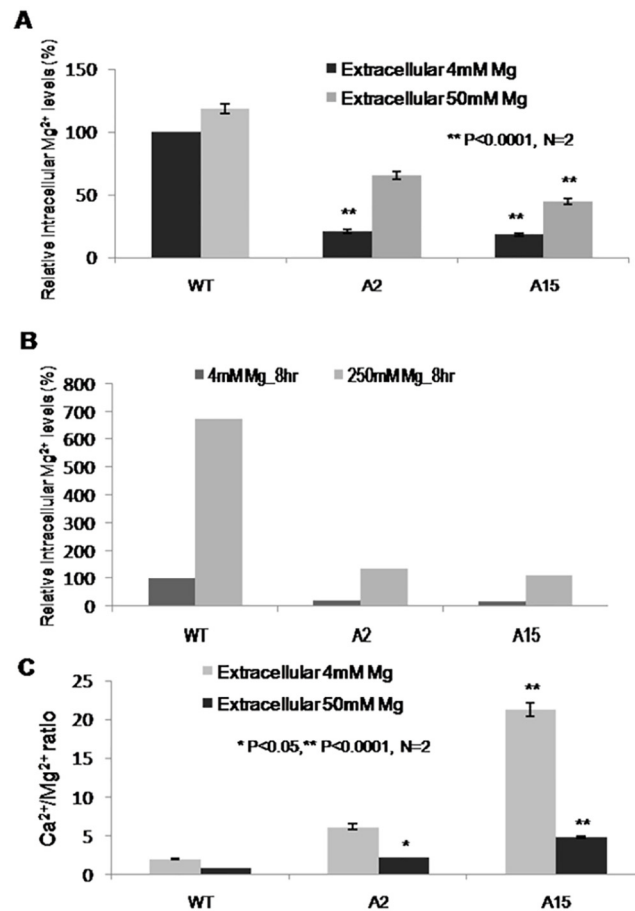 A
Relative Intracellular Mg²⁺ levels (%)
150
100
50
0
Extracellular 4mM Mg
Extracellular 50mM Mg
** P<0.0001, N=2
**
**
**
WT
A2
A15
B
Relative Intracellular Mg²⁺ levels (%)
800
700
600
500
400
300
200
100
0
4mM Mg_8hr
250mM Mg_8hr
WT
A2
A15
C
Ca²⁺/Mg²⁺ ratio
25
20
15
10
5
0
Extracellular 4mM Mg
Extracellular 50mM Mg
* P<0.05,** P<0.0001, N=2
*
**
**
WT
A2
A15